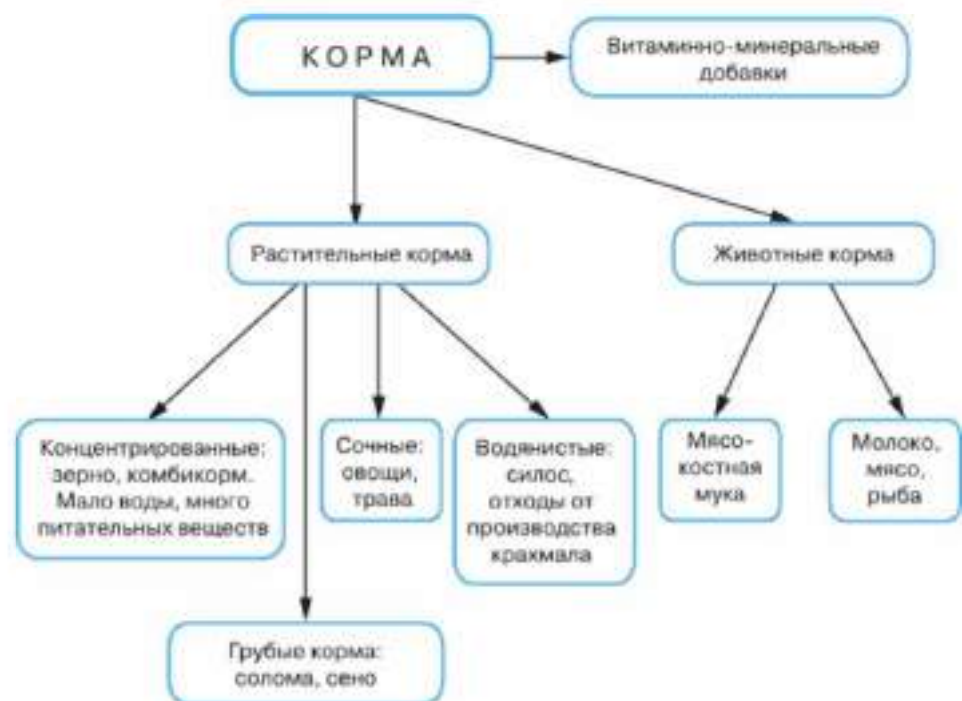 КОРМА
Витаминно-минеральные
добавки
Растительные корма
Животные корма
Концентрированные:
зерно, комбикорм.
Мало воды, много
питательных веществ
Сочные:
овощи,
трава
Водянистые:
силос,
отходы от
производства
крахмала
Мясо-
костная
мука
Молоко,
мясо,
рыба
Грубые корма:
солома, сено